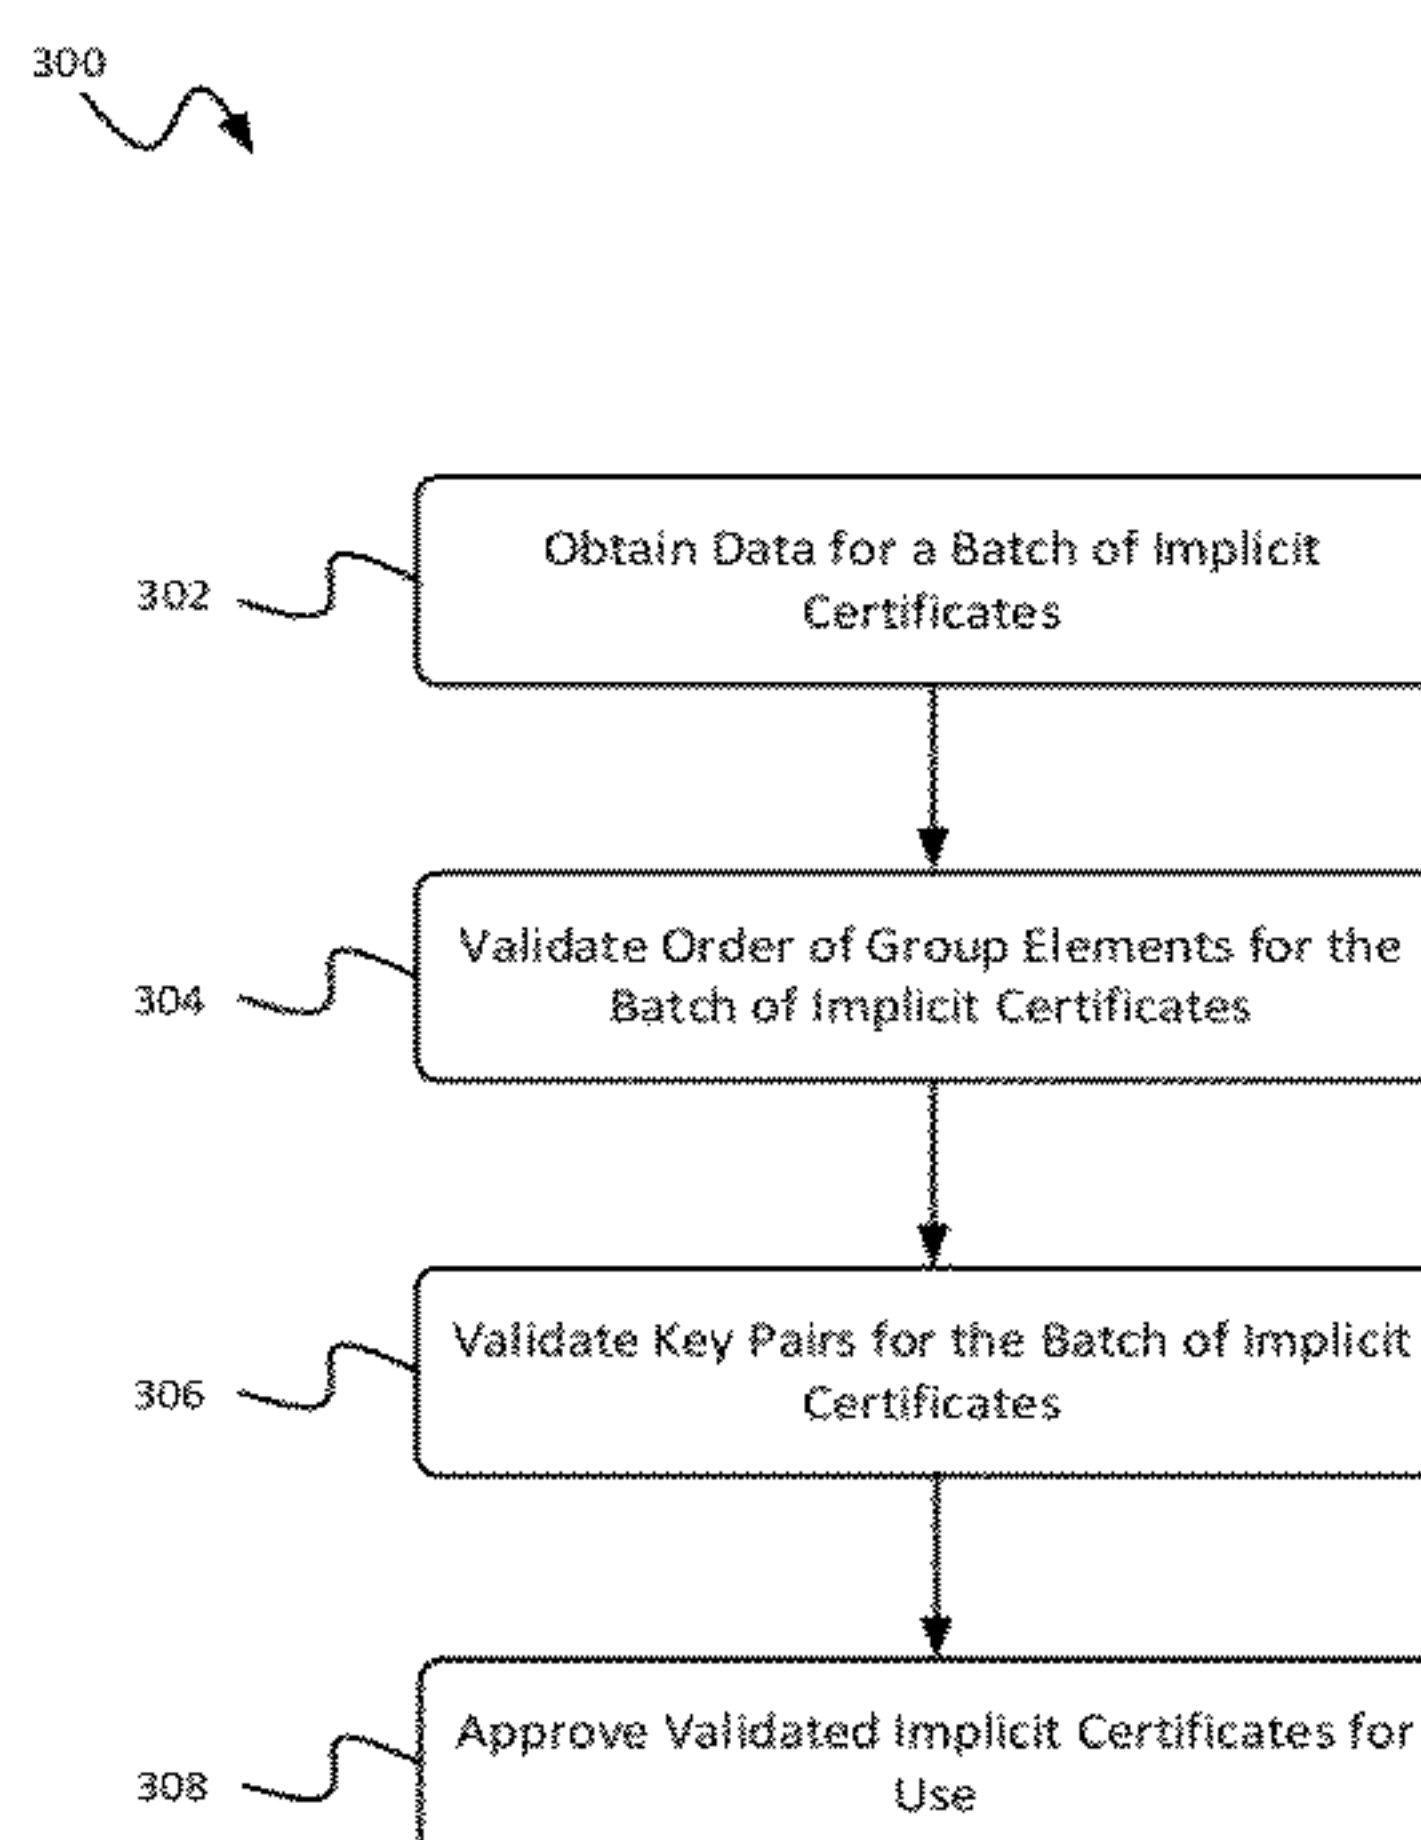 300
Obtain Data for a Batch of Implicit
Certificates
302
Validate Order of Group Elements for the
Batch of Implicit Certificates
304
Validate Key Pairs for the Batch of Implicit
Certificates
306
Approve Validated Implicit Certificates for
Use
308